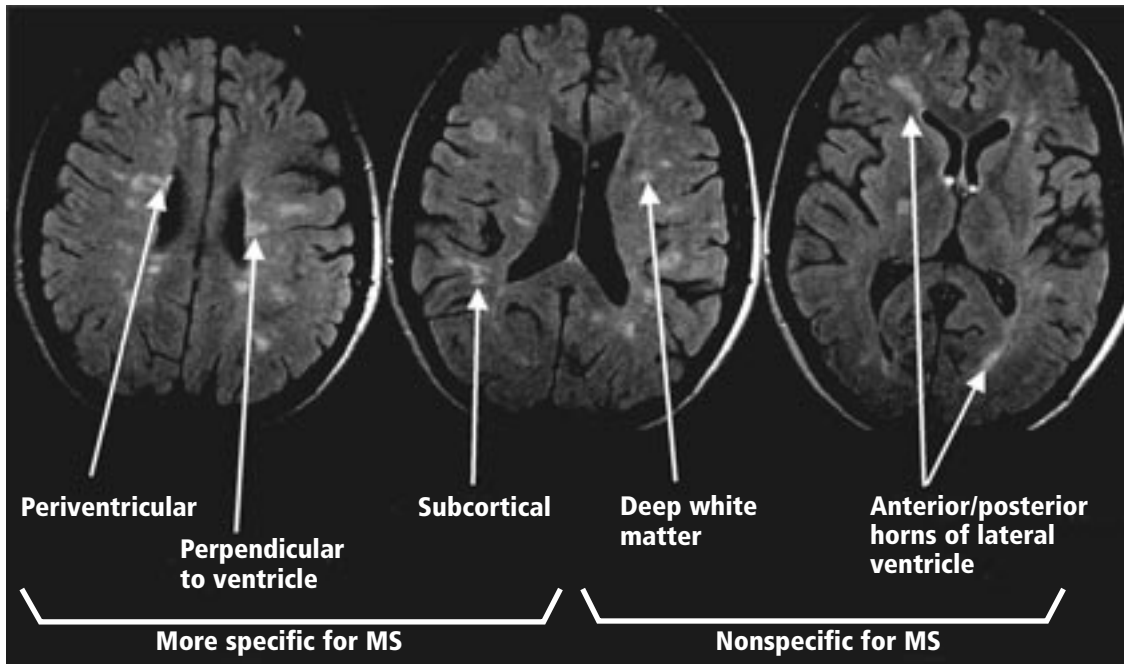 Periventricular
Perpendicular
to ventricle
Subcortical
Deep white
matter
Anterior/posterior
horns of lateral
ventricle
More specific for MS
Nonspecific for MS